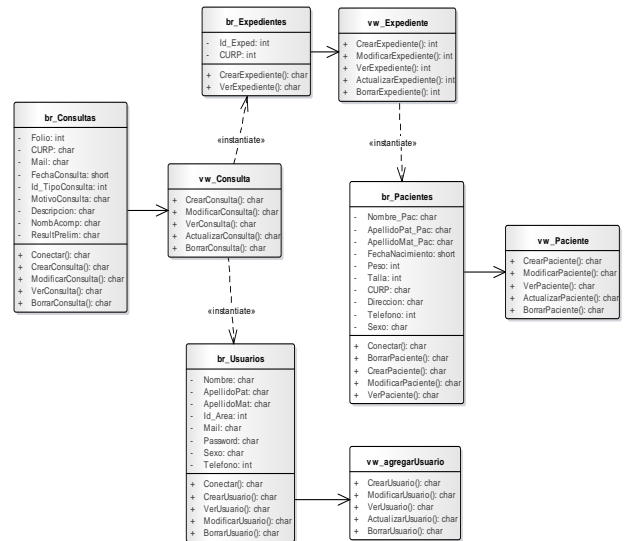 br_Expedientes
- Id_Exped: int
- CURP: int
+ CrearExpediente(): char
+ VerExpediente(): char
vw_Expediente
+ CrearExpediente(): int
+ ModificarExpediente(): int
+ VerExpediente(): int
+ ActualizarExpediente(): int
+ BorrarExpediente(): int
«instantiate»
«instantiate»
br_Consultas
- Folio: int
- CURP: char
- Mail: char
- FechaConsulta: short
- Id_TipoConsulta: int
- MotivoConsulta: char
- Descripcion: char
- NombAcomp: char
- ResultPrelim: char
+ Conectar(): char
+ CrearConsulta(): char
+ ModificarConsulta(): char
+ VerConsulta(): char
+ BorrarConsulta(): char
vw_Consulta
+ CrearConsulta(): char
+ ModificarConsulta(): char
+ VerConsulta(): char
+ ActualizarConsulta(): char
+ BorrarConsulta(): char
br_Pacientes
- Nombre_Pac: char
- ApellidoPat_Pac: char
- ApellidoMat_Pac: char
- FechaNacimiento: short
- Peso: int
- Talla: int
- CURP: char
- Direccion: char
- Telefono: int
- Sexo: char
+ Conectar(): char
+ BorrarPaciente(): char
+ CrearPaciente(): char
+ ModificarPaciente(): char
+ VerPaciente(): char
vw_Paciente
+ CrearPaciente(): char
+ ModificarPaciente(): char
+ VerPaciente(): char
+ ActualizarPaciente(): char
+ BorrarPaciente(): char
«instantiate»
br_Usuarios
- Nombre: char
- ApellidoPat: char
- ApellidoMat: char
- Id_Area: int
- Mail: char
- Password: char
- Sexo: char
- Telefono: int
+ Conectar(): char
+ CrearUsuario(): char
+ VerUsuario(): char
+ ModificarUsuario(): char
+ BorrarUsuario(): char
vw_agregarUsuario
+ CrearUsuario(): char
+ ModificarUsuario(): char
+ VerUsuario(): char
+ ActualizarUsuario(): char
+ BorrarUsuario(): char